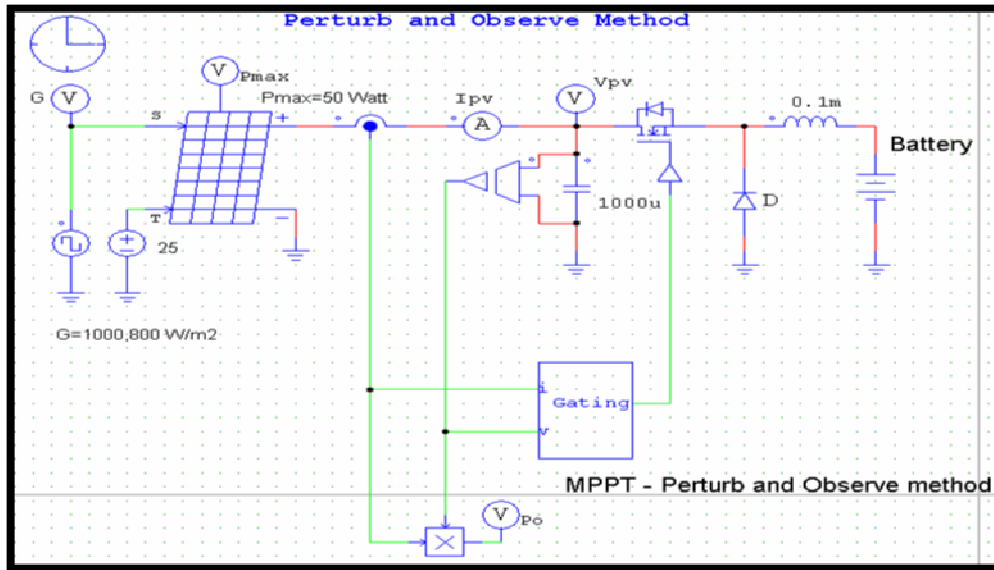 Perturb and Observe Method
V
Pmax
G
V
Pmax=50 Watt
Ipv
A
Vpv
V
0.1m
S
+
Battery
T
-
25
1000u
D
G=1000,800 W/m2
i
Gating
v
MPPT - Perturb and Observe method
V
Po